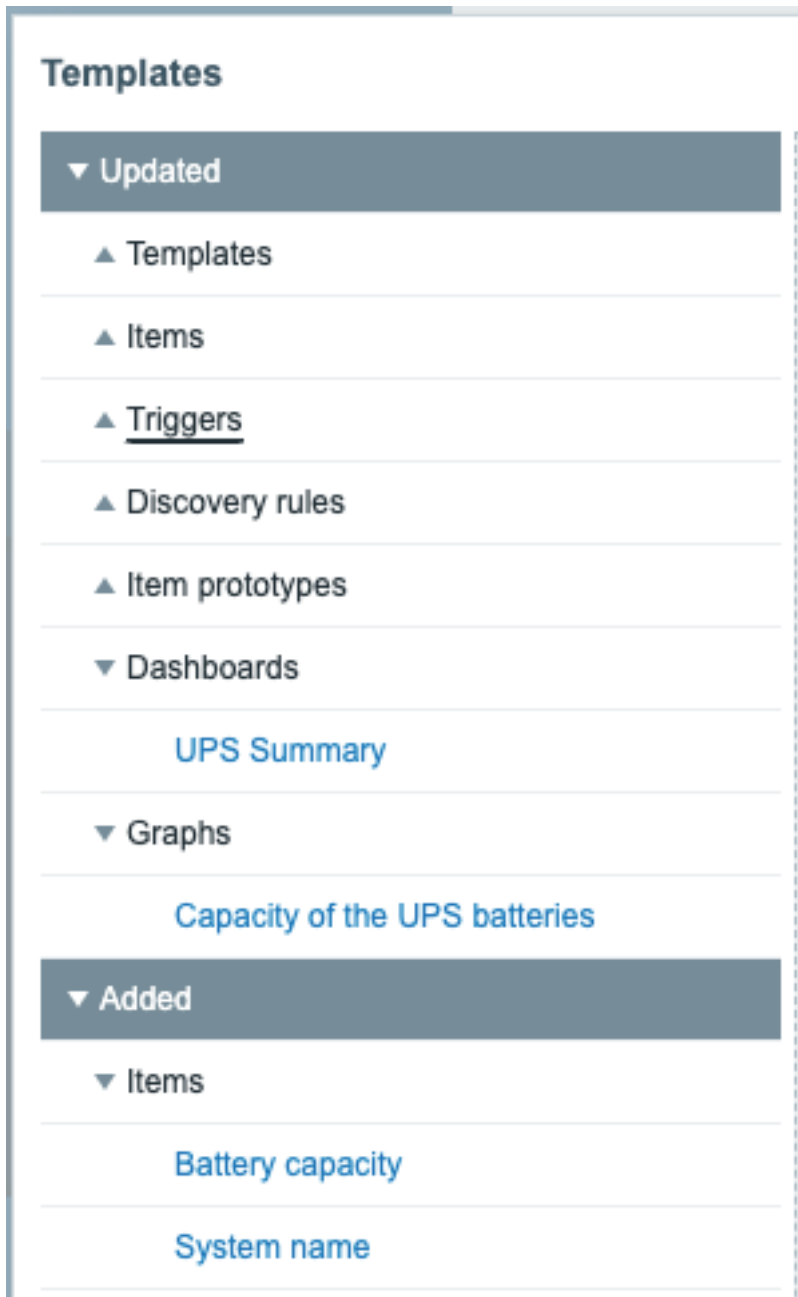 Templates
Updated
Templates
Items
Triggers
Discovery rules
Item prototypes
Dashboards
UPS Summary
Graphs
Capacity of the UPS batteries
Added
Items
Battery capacity
System name